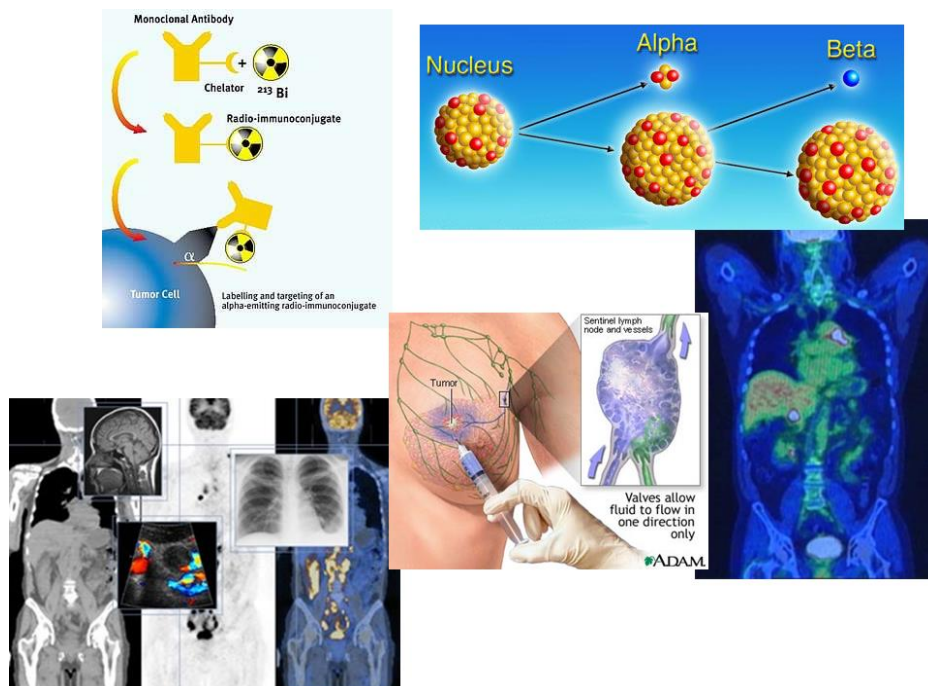 Monoclonal Antibody
+
Chelator
213 Bi
Radio-immunoconjugate
α
Tumor Cell
Labelling and targeting of an
alpha-emitting radio-immunoconjugate
Nucleus
Alpha
Beta
Sentinel lymph
node and vessels
Tumor
Valves allow
fluid to flow in
one direction
only
A.D.A.M.